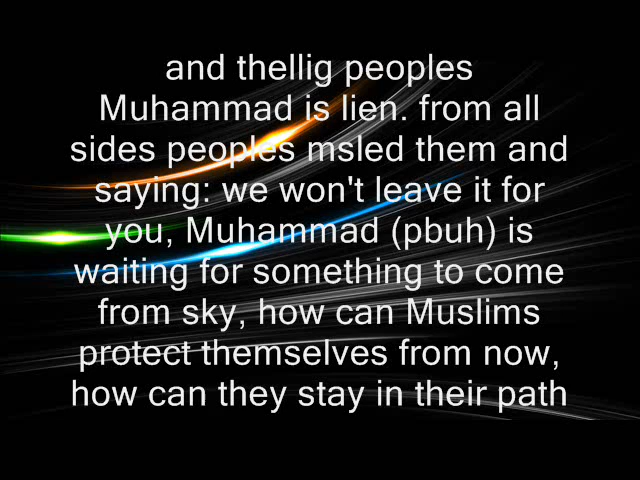 and thellig peoples
Muhammad is lien. from all
sides peoples msled them and
saying: we won't leave it for
you, Muhammad (pbuh) is
waiting for something to come
from sky, how can Muslims
protect themselves from now,
how can they stay in their path